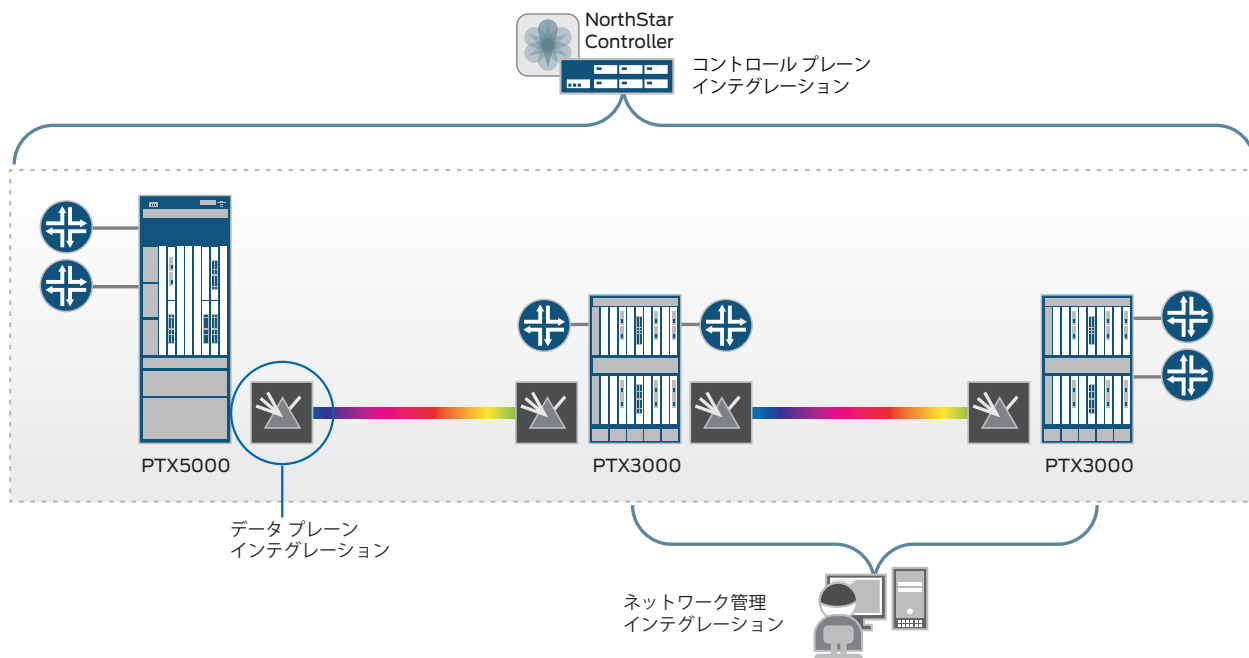 NorthStar
Controller
コントロール プレーン
インテグレーション
PTX5000
PTX3000
PTX3000
データ プレーン
インテグレーション
ネットワーク管理
インテグレーション